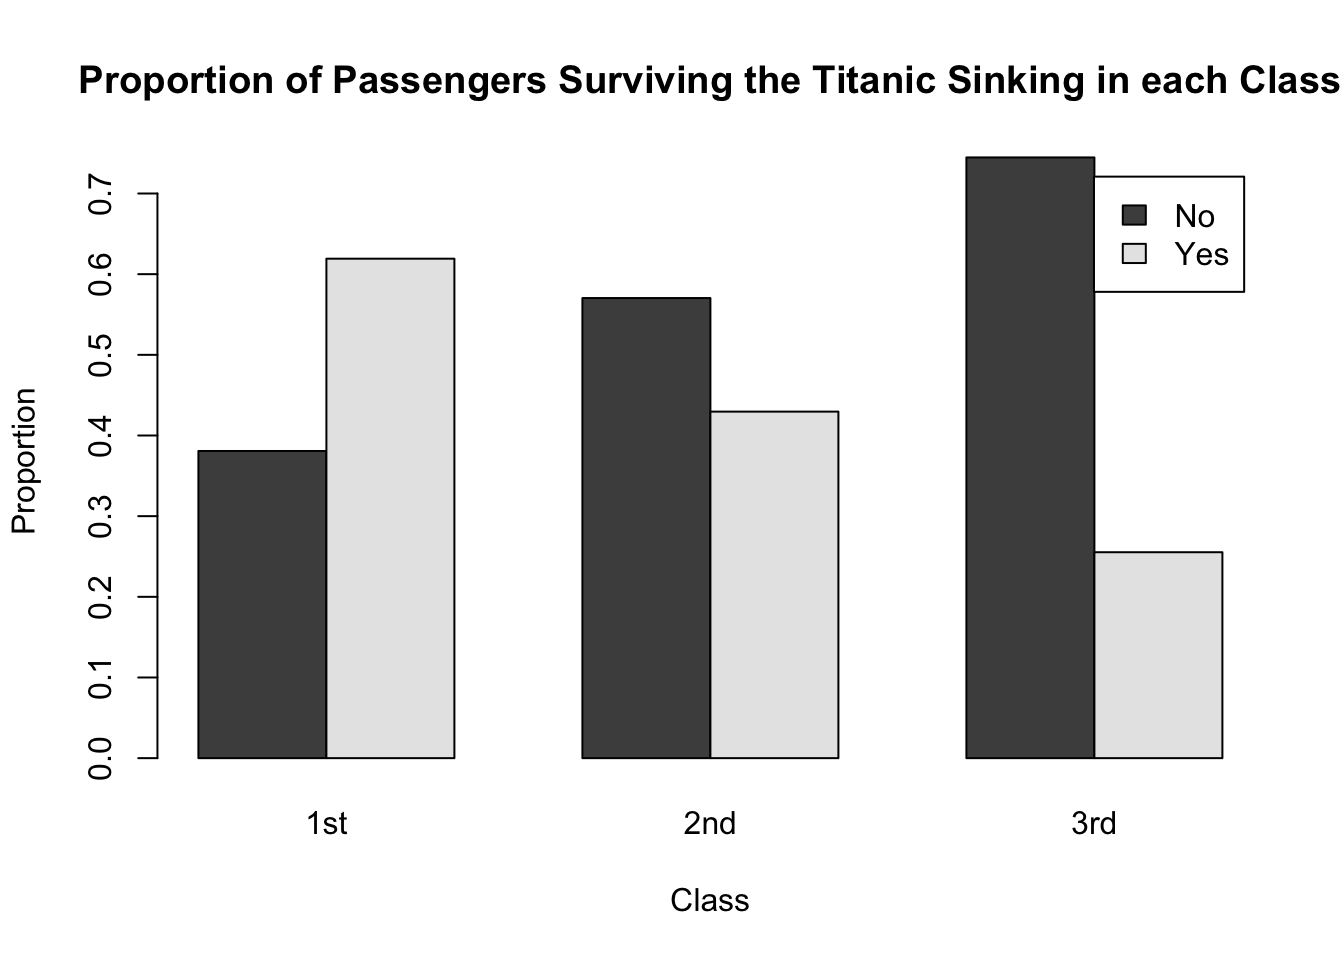 Proportion of Passengers Surviving the Titanic Sinking in each Class
No
Yes
Proportion
0.7
0.6
0.5
0.4
0.3
0.2
0.1
0.0
1st 2nd 3rd
Class